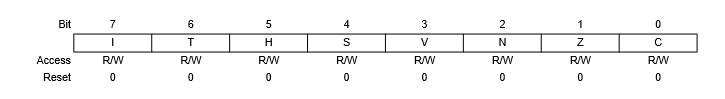 Bit 7 6 5 4 3 2 1 0
I T H S V N Z C
Access R/W R/W R/W R/W R/W R/W R/W R/W
Reset 0 0 0 0 0 0 0 0